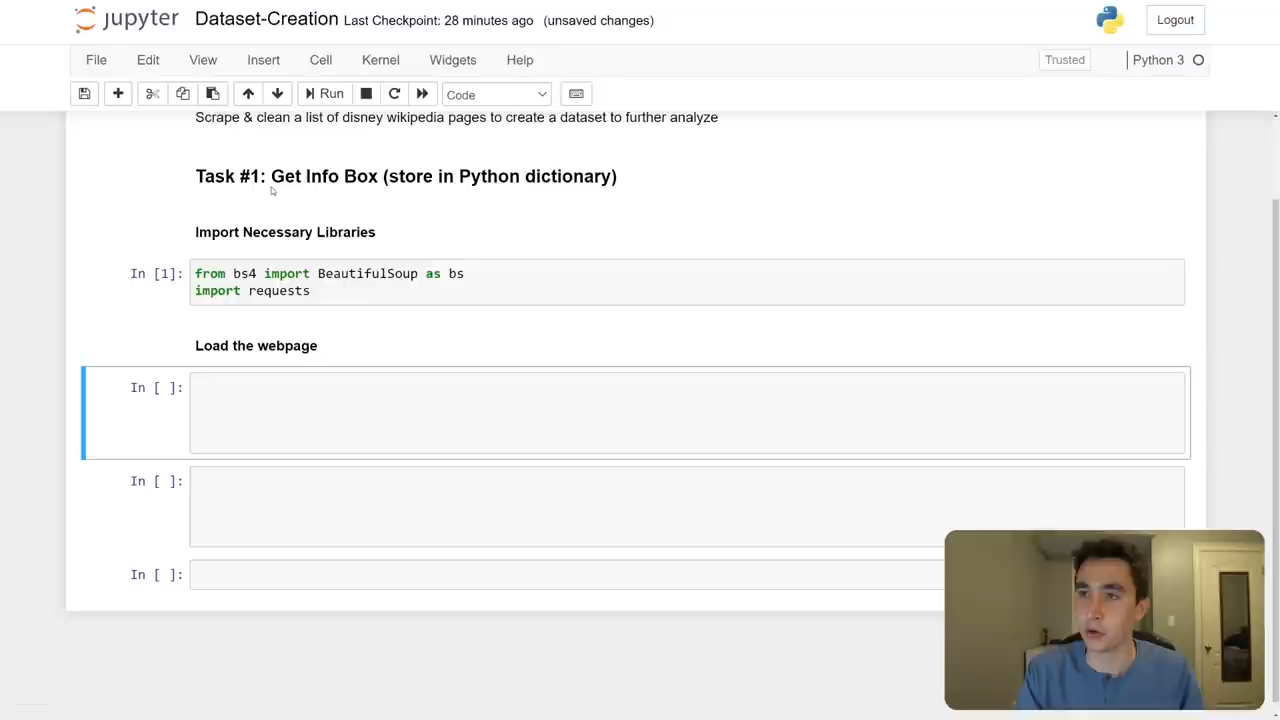 jupyter Dataset-Creation Last Checkpoint: 28 minutes ago (unsaved changes) Logout
File Edit View Insert Cell Kernel Widgets Help Trusted Python 3
Run Code
Scrape & clean a list of disney wikipedia pages to create a dataset to further analyze
Task #1: Get Info Box (store in Python dictionary)
Import Necessary Libraries
In [1]: from bs4 import BeautifulSoup as bs
import requests
Load the webpage
In [ ]:
In [ ]:
In [ ]: